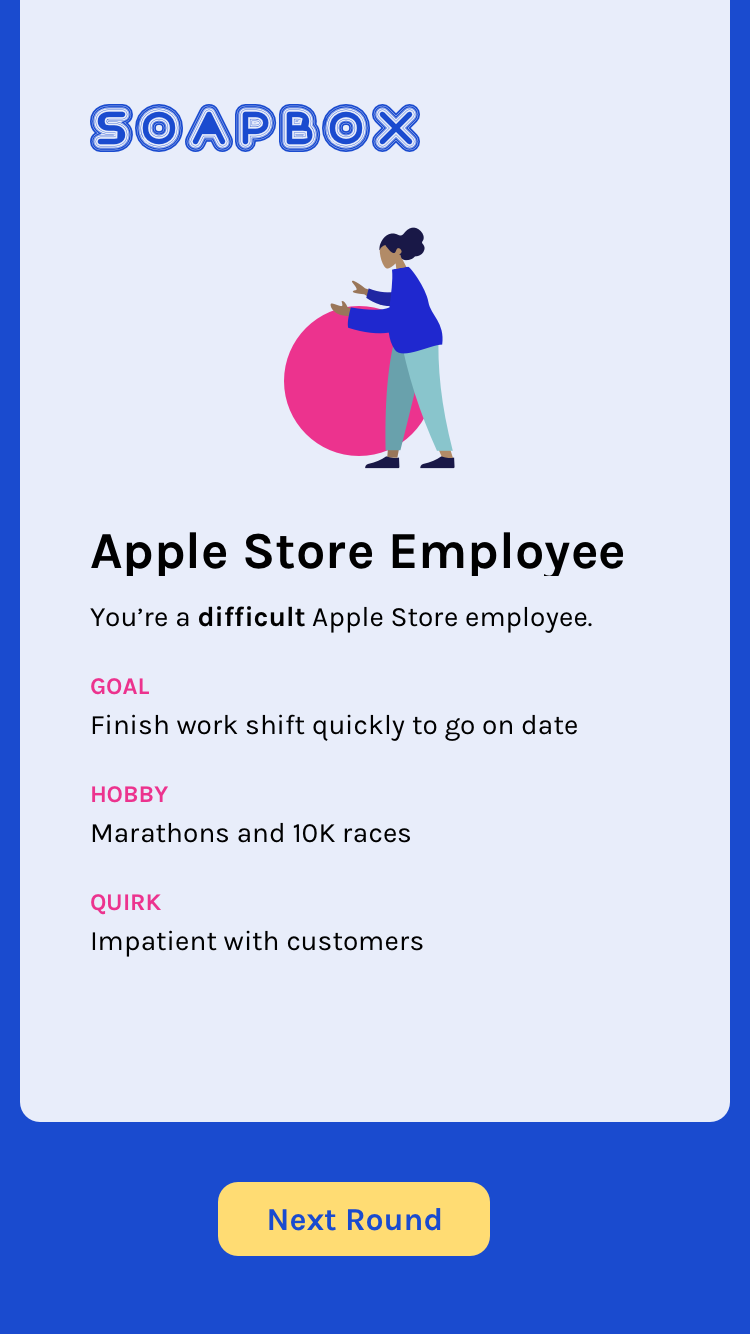 SOAPBOX
Apple Store Employee
You’re a difficult Apple Store employee.
GOAL
Finish work shift quickly to go on date
HOBBY
Marathons and 10K races
QUIRK
Impatient with customers
Next Round